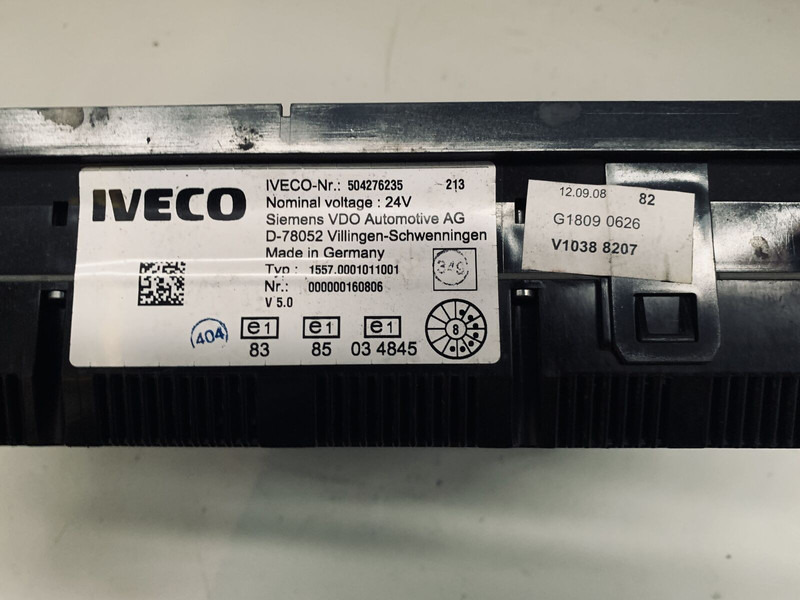 IVECO
IVECO-Nr.: 504276235 213
Nominal voltage : 24V
Siemens VDO Automotive AG
D-78052 Villingen-Schwenningen
Made in Germany
Typ : 1557.0001011001
Nr.: 000000160806
V 5.0
349
404
e1 e1 e1
83 85 03 4845
8
12.09.08 82
G1809 0626
V1038 8207